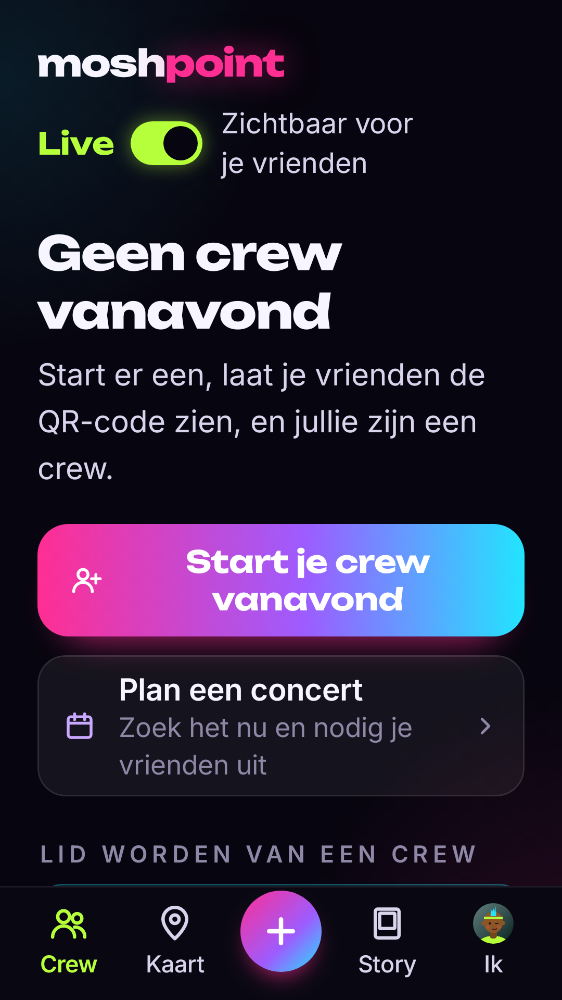 moshpoint
Live
Zichtbaar voor
je vrienden
Geen crew
vanavond
Start er een, laat je vrienden de
QR-code zien, en jullie zijn een
crew.
Start je crew
vanavond
Plan een concert
Zoek het nu en nodig je
vrienden uit
LID WORDEN VAN EEN CREW
Crew
Kaart
Story
Ik